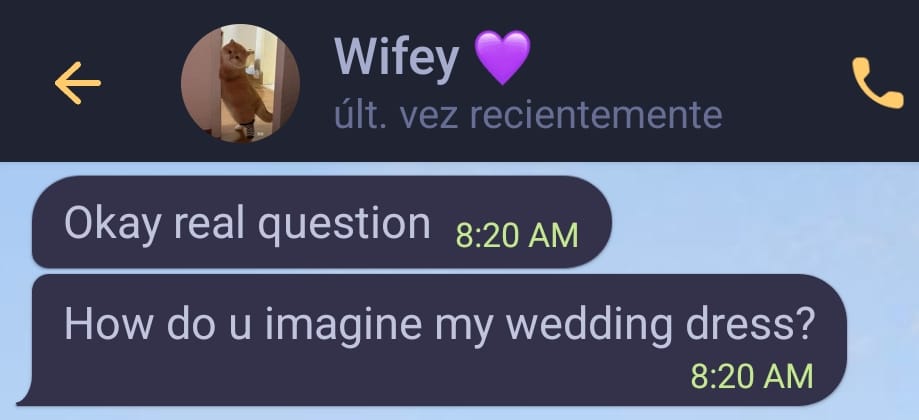 Wifey 💜
últ. vez recientemente
Okay real question 8:20 AM
How do u imagine my wedding dress?
8:20 AM